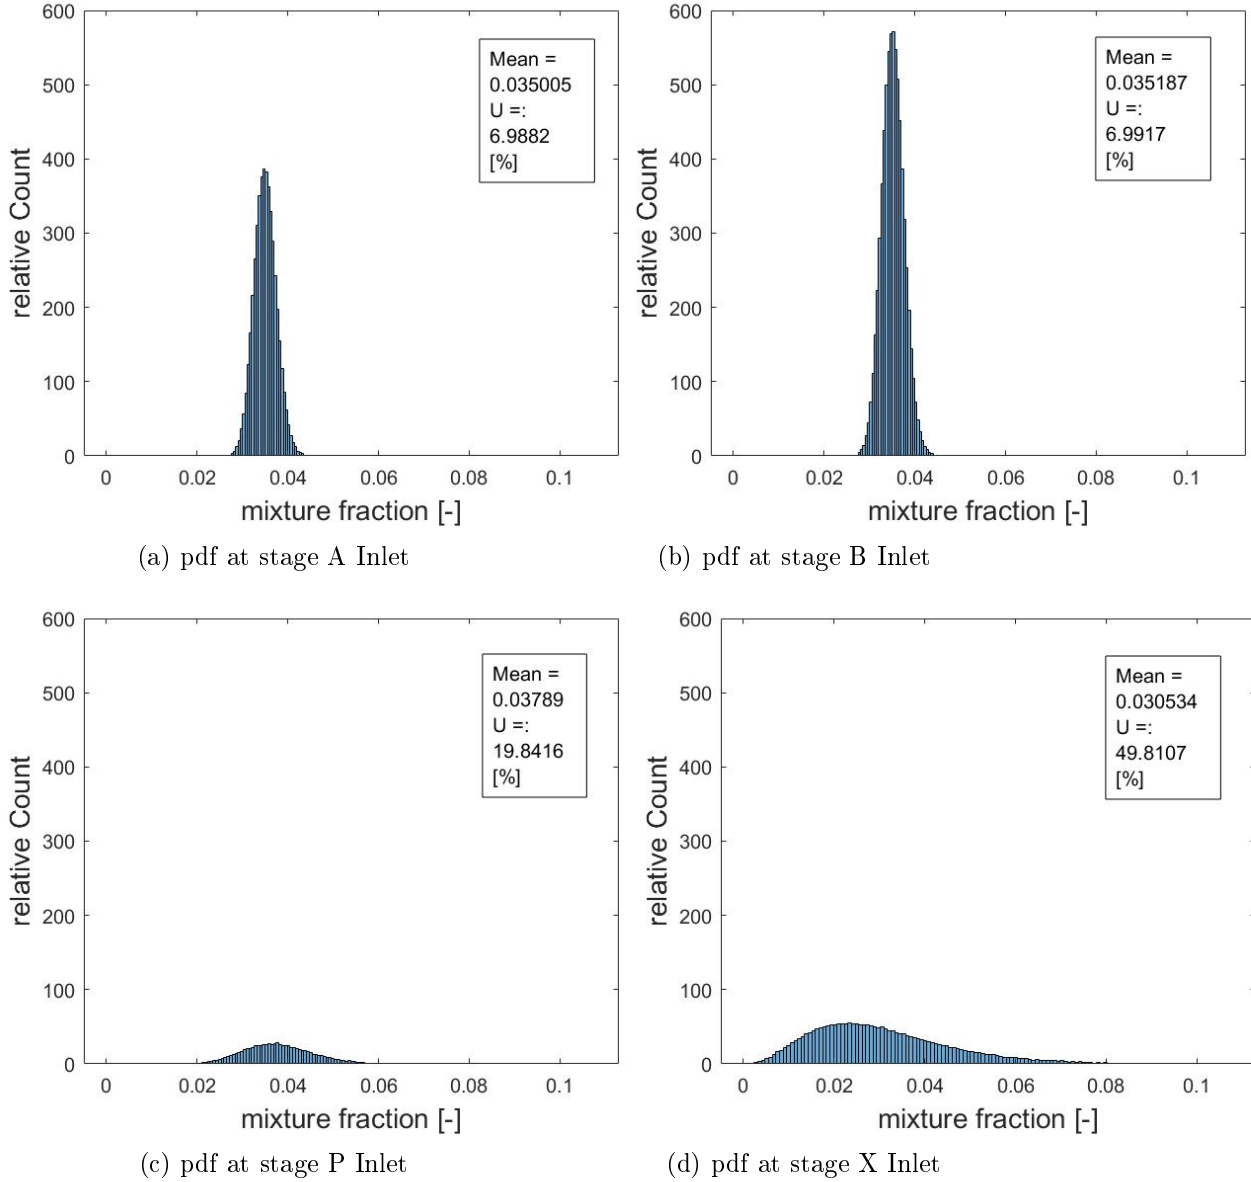 600
500
400
300
200
100
0
relative Count
0 0.02 0.04 0.06 0.08 0.1
mixture fraction [-]
Mean =
0.035005
U =:
6.9882
[%]
(a) pdf at stage A Inlet
600
500
400
300
200
100
0
relative Count
0 0.02 0.04 0.06 0.08 0.1
mixture fraction [-]
Mean =
0.035187
U =:
6.9917
[%]
(b) pdf at stage B Inlet
600
500
400
300
200
100
0
relative Count
0 0.02 0.04 0.06 0.08 0.1
mixture fraction [-]
Mean =
0.03789
U =:
19.8416
[%]
(c) pdf at stage P Inlet
600
500
400
300
200
100
0
relative Count
0 0.02 0.04 0.06 0.08 0.1
mixture fraction [-]
Mean =
0.030534
U =:
49.8107
[%]
(d) pdf at stage X Inlet